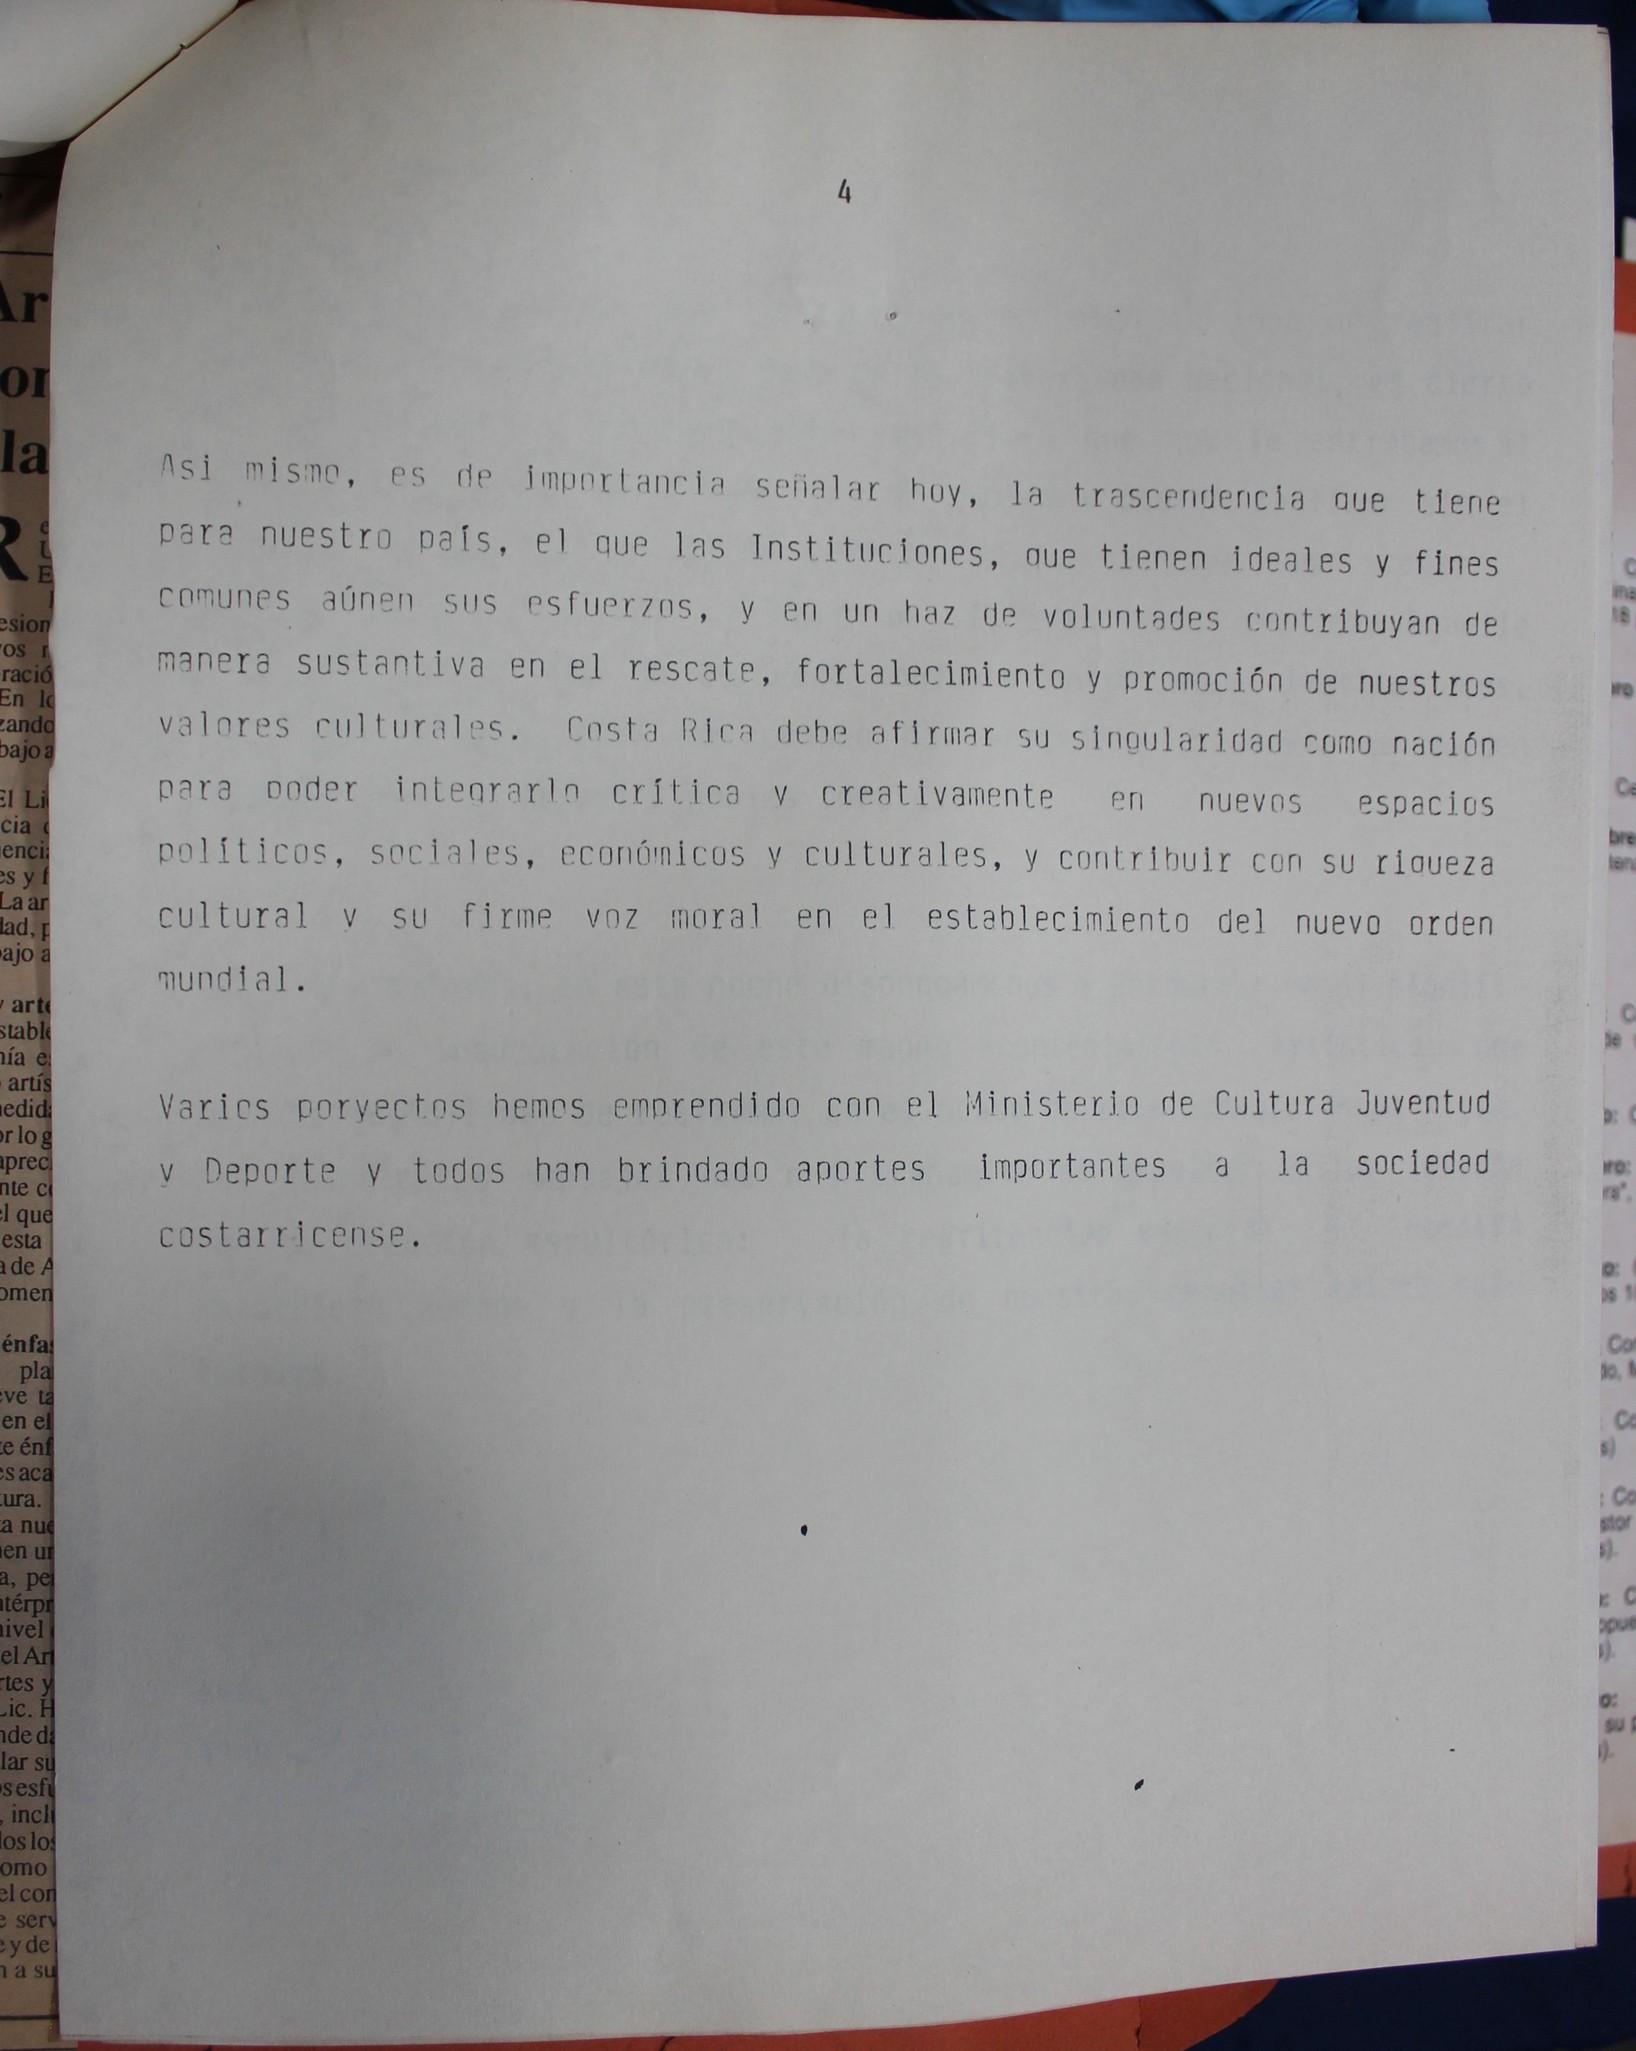 4
Asi mismo, es de importancia señalar hoy, la trascendencia que tiene
para nuestro país, el que las Instituciones, que tienen ideales y fines
comunes aúnen sus esfuerzos, y en un haz de voluntades contribuyan de
manera sustantiva en el rescate, fortalecimiento y promoción de nuestros
valores culturales. Costa Rica debe afirmar su singularidad como nación
para poder integrarlo crítica y creativamente en nuevos espacios
políticos, sociales, económicos y culturales, y contribuir con su riqueza
cultural y su firme voz moral en el establecimiento del nuevo orden
mundial.
Varios poryectos hemos emprendido con el Ministerio de Cultura Juventud
y Deporte y todos han brindado aportes importantes a la sociedad
costarricense.